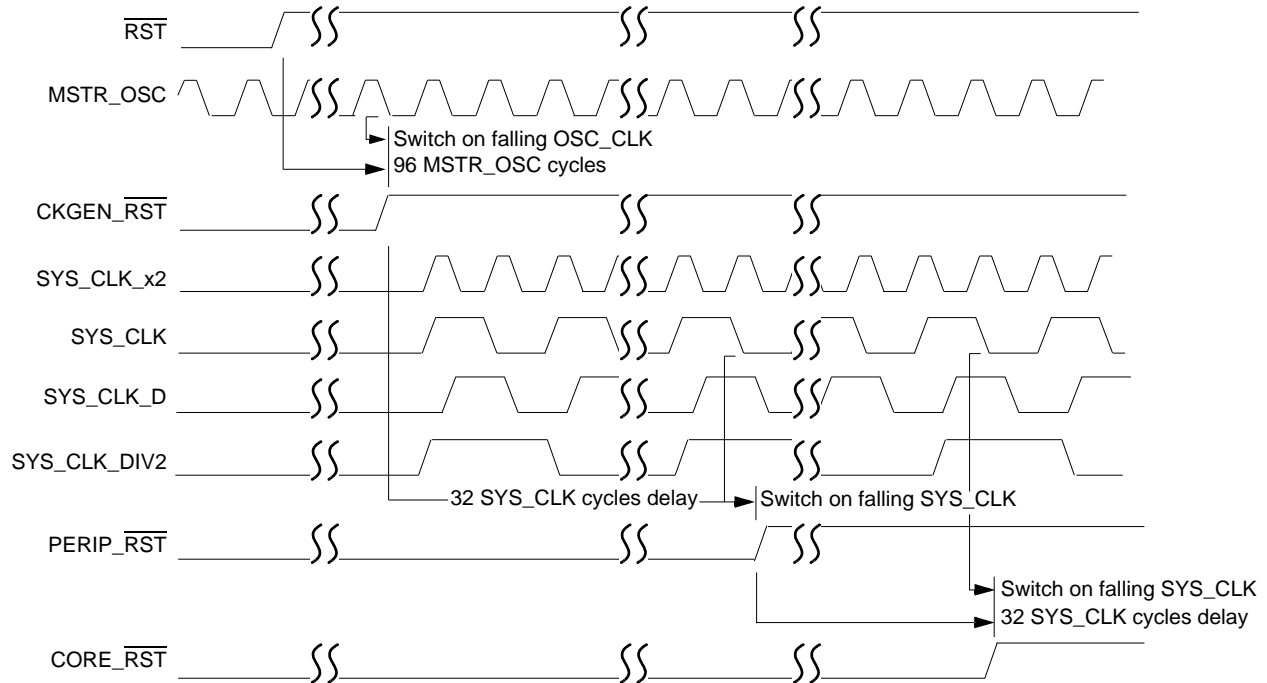 RST
MSTR_OSC
Switch on falling OSC_CLK
96 MSTR_OSC cycles
CKGEN_RST
SYS_CLK_x2
SYS_CLK
SYS_CLK_D
SYS_CLK_DIV2
32 SYS_CLK cycles delay
Switch on falling SYS_CLK
PERIP_RST
Switch on falling SYS_CLK
32 SYS_CLK cycles delay
CORE_RST